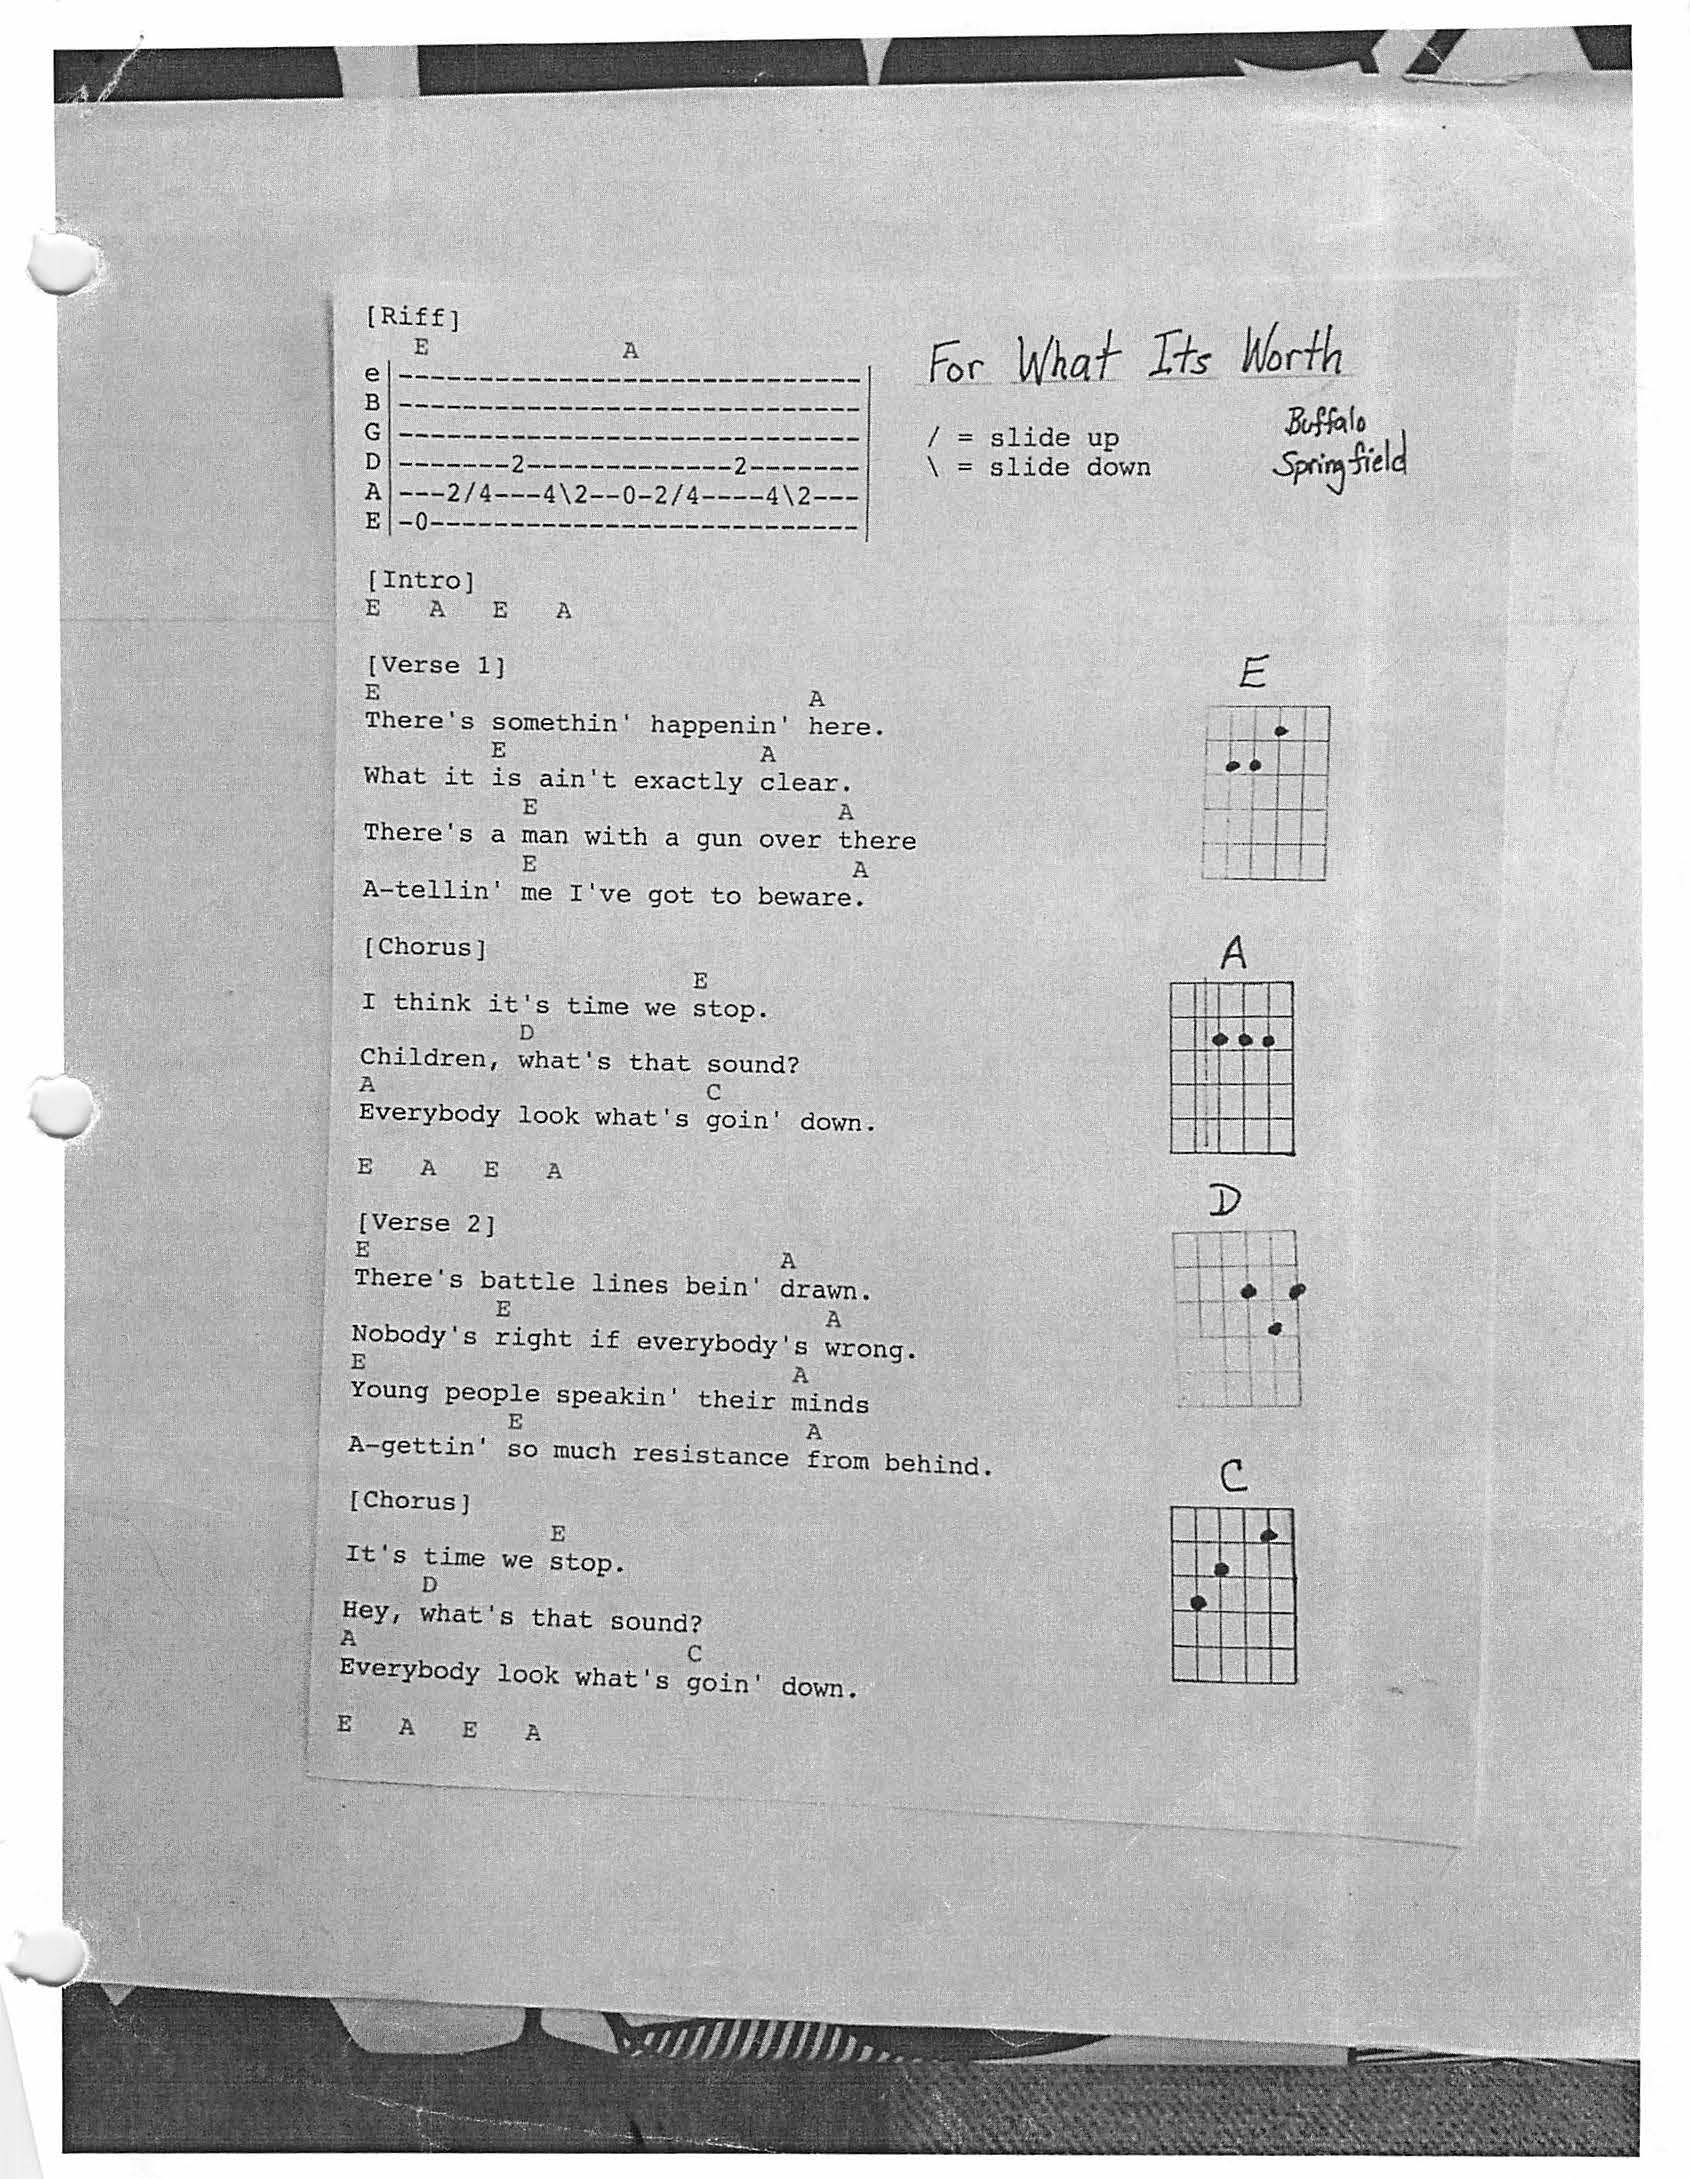 [Riff]
E A
e|-----------------------------|
B|-----------------------------|
G|-----------------------------|
D|-------2-------------2-------|
A|---2/4---4\2--0-2/4----4\2---|
E|-0---------------------------|
For What Its Worth
Buffalo
Springfield
/ = slide up
\ = slide down
[Intro]
E A E A
[Verse 1]
E A
There's somethin' happenin' here.
E A
What it is ain't exactly clear.
E A
There's a man with a gun over there
E A
A-tellin' me I've got to beware.
[Chorus]
E
I think it's time we stop.
D
Children, what's that sound?
A C
Everybody look what's goin' down.
E A E A
[Verse 2]
E A
There's battle lines bein' drawn.
E A
Nobody's right if everybody's wrong.
E A
Young people speakin' their minds
E A
A-gettin' so much resistance from behind.
[Chorus]
E
It's time we stop.
D
Hey, what's that sound?
A C
Everybody look what's goin' down.
E A E A
E
A
D
C